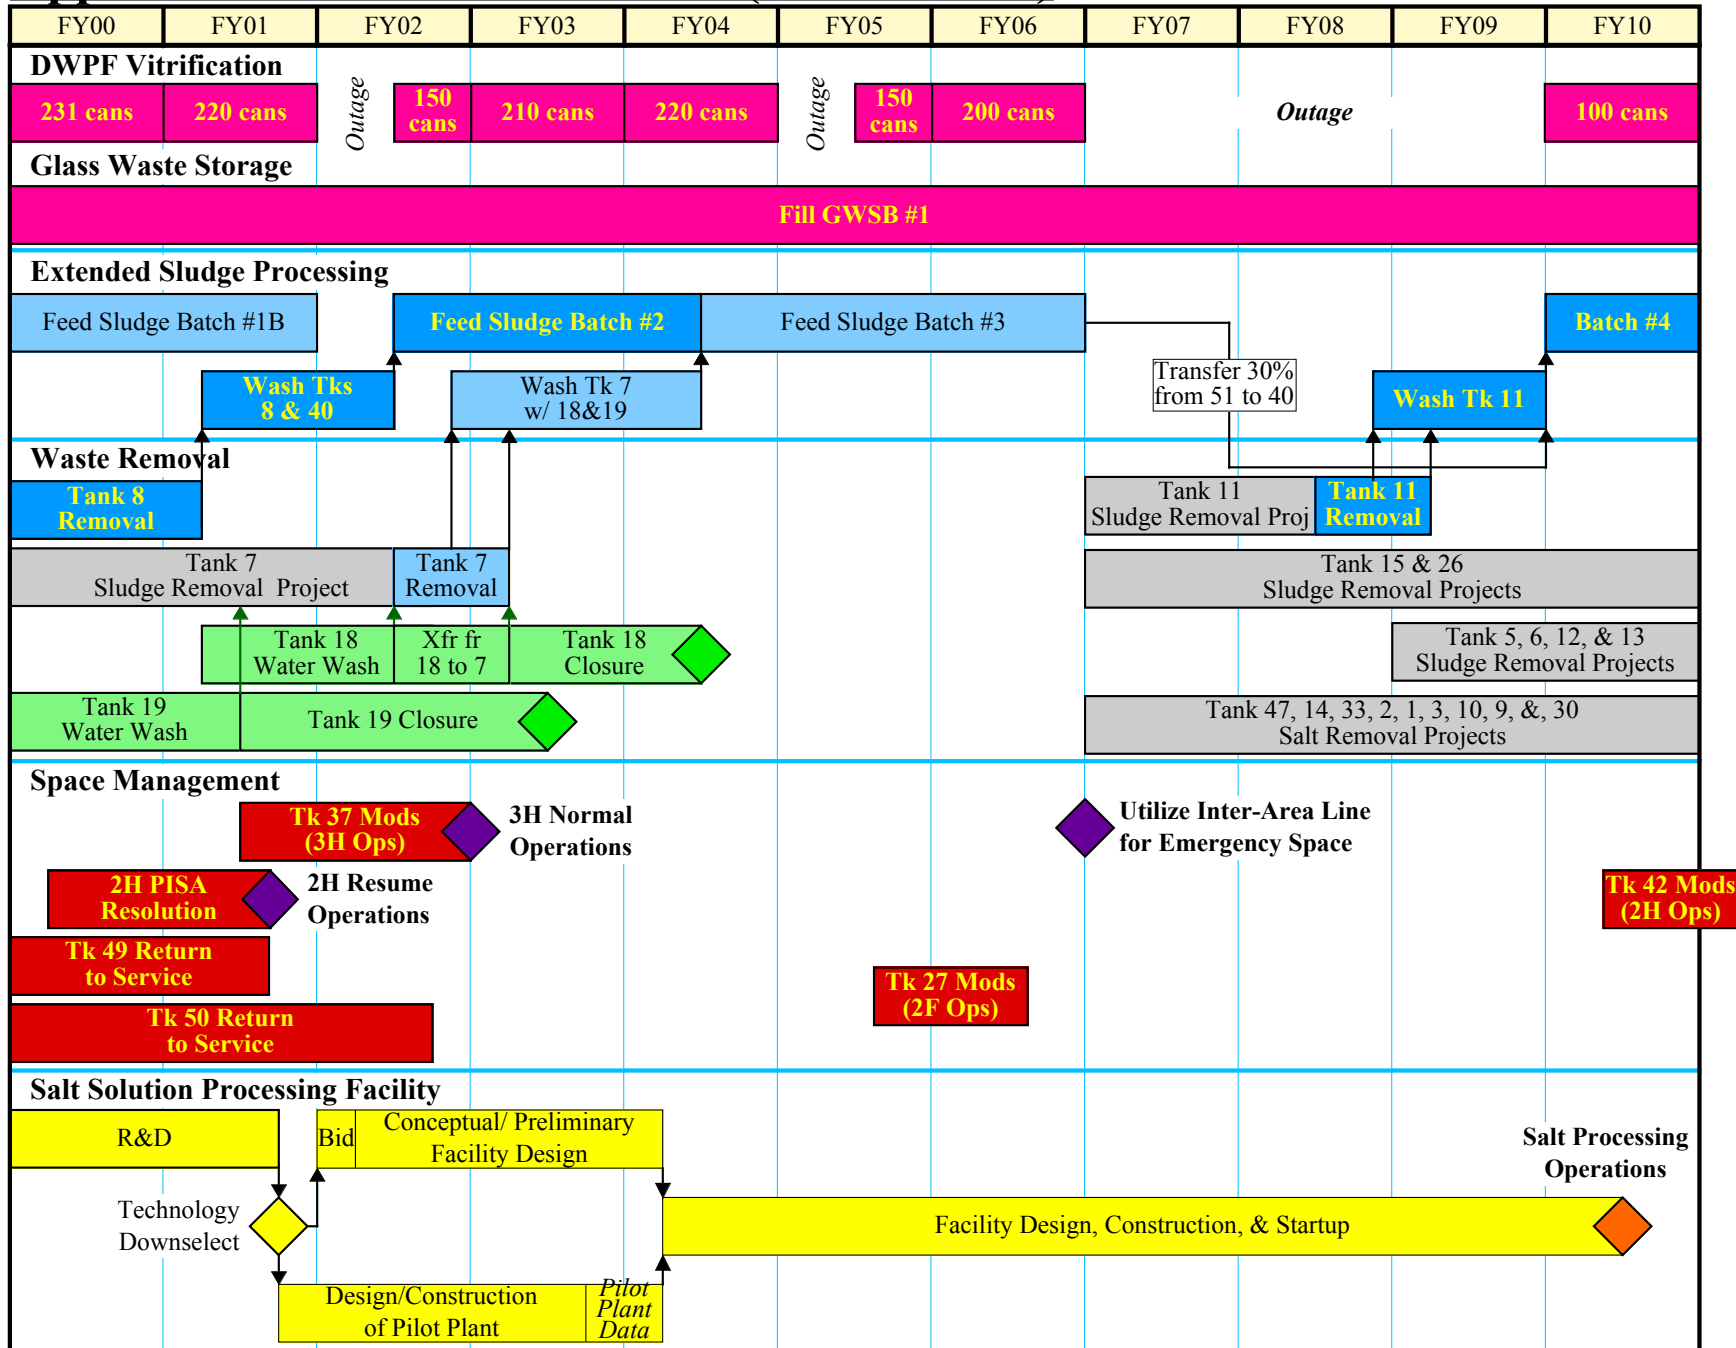 FY00 FY01 FY02 FY03 FY04 FY05 FY06 FY07 FY08 FY09 FY10
DWPF Vitrification
231 cans
220 cans
Outage
150
cans
210 cans
220 cans
Outage
150
cans
200 cans
Outage
100 cans
Glass Waste Storage
Fill GWSB #1
Extended Sludge Processing
Feed Sludge Batch #1B
Feed Sludge Batch #2
Feed Sludge Batch #3
Batch #4
Wash Tks
8 & 40
Wash Tk 7
w/ 18&19
Transfer 30%
from 51 to 40
Wash Tk 11
Waste Removal
Tank 8
Removal
Tank 11
Sludge Removal Proj
Tank 11
Removal
Tank 7
Sludge Removal Project
Tank 7
Removal
Tank 15 & 26
Sludge Removal Projects
Tank 18
Water Wash
Xfr fr
18 to 7
Tank 18
Closure
Tank 5, 6, 12, & 13
Sludge Removal Projects
Tank 19
Water Wash
Tank 19 Closure
Tank 47, 14, 33, 2, 1, 3, 10, 9, &, 30
Salt Removal Projects
Space Management
Tk 37 Mods
(3H Ops)
3H Normal
Operations
Utilize Inter-Area Line
for Emergency Space
2H PISA
Resolution
2H Resume
Operations
Tk 42 Mods
(2H Ops)
Tk 49 Return
to Service
Tk 27 Mods
(2F Ops)
Tk 50 Return
to Service
Salt Solution Processing Facility
R&D
Bid
Conceptual/ Preliminary
Facility Design
Salt Processing
Operations
Technology
Downselect
Facility Design, Construction, & Startup
Design/Construction
of Pilot Plant
Pilot
Plant
Data